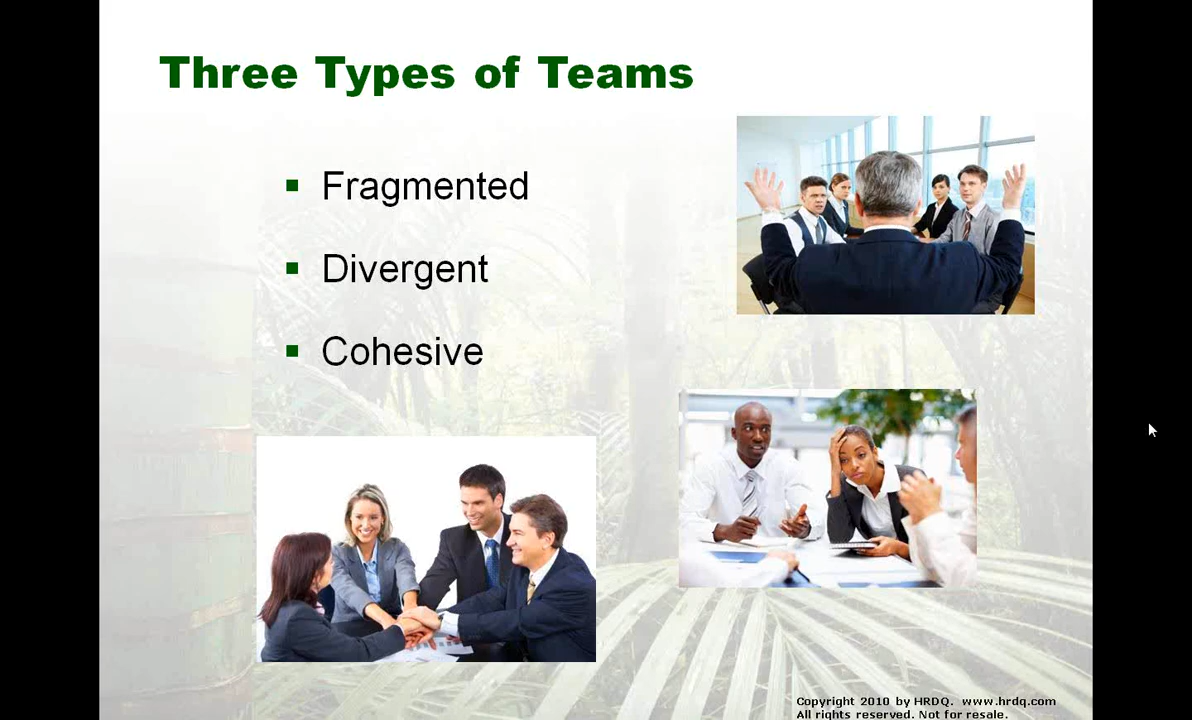 Three Types of Teams
Fragmented
Divergent
Cohesive
Copyright 2010 by HRDQ. www.hrdq.com
All rights reserved. Not for resale.